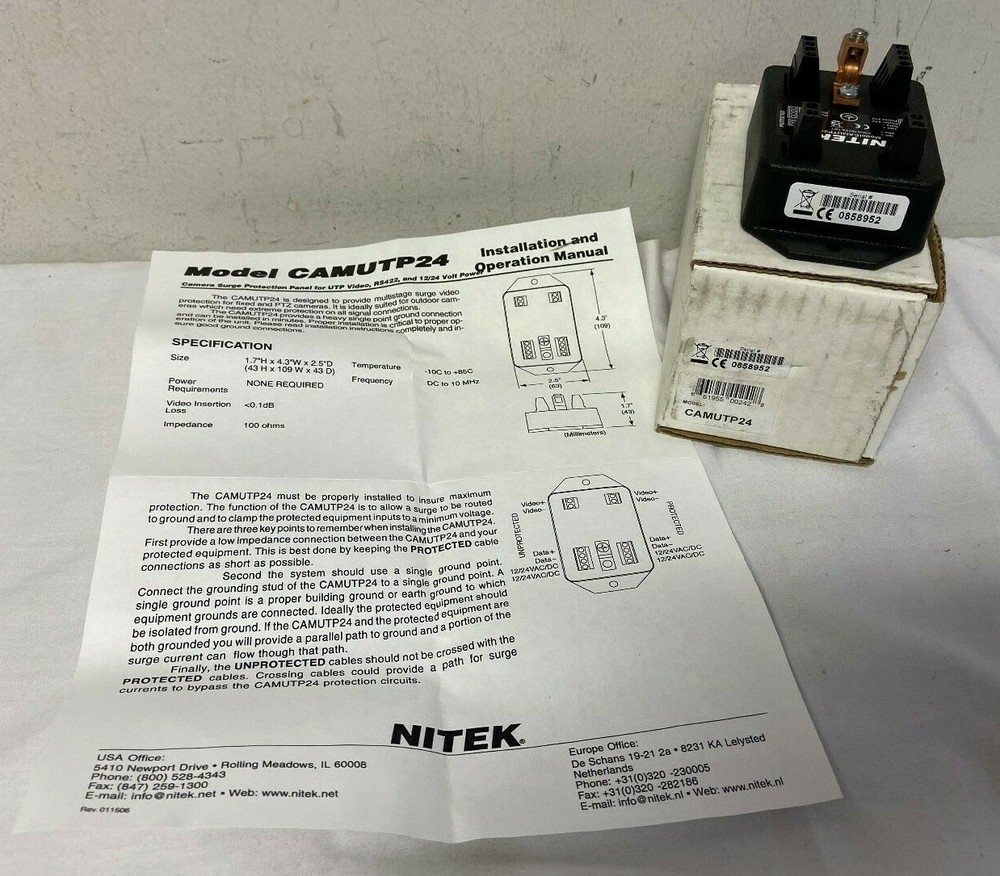 Model CAMUTP24
Installation and
Operation Manual
Camera Surge Protection Panel for UTP Video, RS422, and 12/24 Volt Power
The CAMUTP24 is designed to provide multistage surge video
protection for fixed and PTZ cameras. It is ideally suited for outdoor cam-
eras which need extreme protection on all signal connections.
The CAMUTP24 provides a heavy single point ground connection
and can be installed in minutes. Proper installation is critical to proper op-
eration of the unit. Please read installation instructions completely and in-
sure good ground connections.
SPECIFICATION
Size
1.7"H x 4.3"W x 2.5"D
(43 H x 109 W x 43 D)
Temperature
-10C to +85C
Power
Requirements
NONE REQUIRED
Frequency
DC to 10 MHz
Video Insertion
Loss
<0.1dB
Impedance
100 ohms
4.3"
(109)
2.5"
(63)
1.7"
(43)
(Millimeters)
The CAMUTP24 must be properly installed to insure maximum
protection. The function of the CAMUTP24 is to allow a surge to be routed
to ground and to clamp the protected equipment inputs to a minimum voltage.
There are three key points to remember when installing the CAMUTP24.
First provide a low impedance connection between the CAMUTP24 and your
protected equipment. This is best done by keeping the PROTECTED cable
connections as short as possible.
Second the system should use a single ground point.
Connect the grounding stud of the CAMUTP24 to a single ground point. A
single ground point is a proper building ground or earth ground to which
equipment grounds are connected. Ideally the protected equipment should
be isolated from ground. If the CAMUTP24 and the protected equipment are
both grounded you will provide a parallel path to ground and a portion of the
surge current can flow though that path.
Finally, the UNPROTECTED cables should not be crossed with the
PROTECTED cables. Crossing cables could provide a path for surge
currents to bypass the CAMUTP24 protection circuits.
Video+
Video-
UNPROTECTED
Data+
Data-
12/24VAC/DC
12/24VAC/DC
Video+
Video-
PROTECTED
Data+
Data-
12/24VAC/DC
12/24VAC/DC
NITEK®
USA Office:
5410 Newport Drive • Rolling Meadows, IL 60008
Phone: (800) 528-4343
Fax: (847) 259-1300
E-mail: info@nitek.net • Web: www.nitek.net
Rev. 011506
Europe Office:
De Schans 19-21 2a • 8231 KA Lelysted
Netherlands
Phone: +31(0)320 -230005
Fax: +31(0)320 -282186
E-mail: info@nitek.nl • Web: www.nitek.nl
NITEK
Serial #
CE 0858952
Serial #
CE 0858952
8 51955 00242 8
MODEL:
CAMUTP24